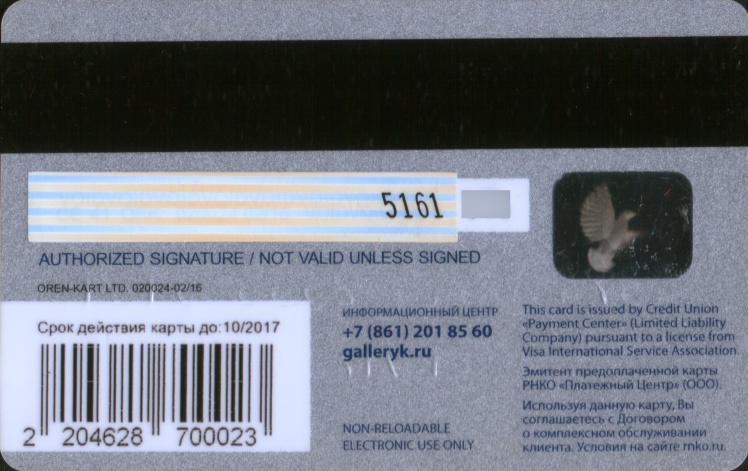 5161
AUTHORIZED SIGNATURE / NOT VALID UNLESS SIGNED
OREN-KART LTD. 020024-02/16
Срок действия карты до:10/2017
2 204628 700023
ИНФОРМАЦИОННЫЙ ЦЕНТР
+7 (861) 201 85 60
galleryk.ru
NON-RELOADABLE
ELECTRONIC USE ONLY
This card is issued by Credit Union
«Payment Center» (Limited Liability
Company) pursuant to a license from
Visa International Service Association.
Эмитент предоплаченной карты
РНКО «Платежный Центр» (ООО).
Используя данную карту, Вы
соглашаетесь с Договором
о комплексном обслуживании
клиента. Условия на сайте rnko.ru.